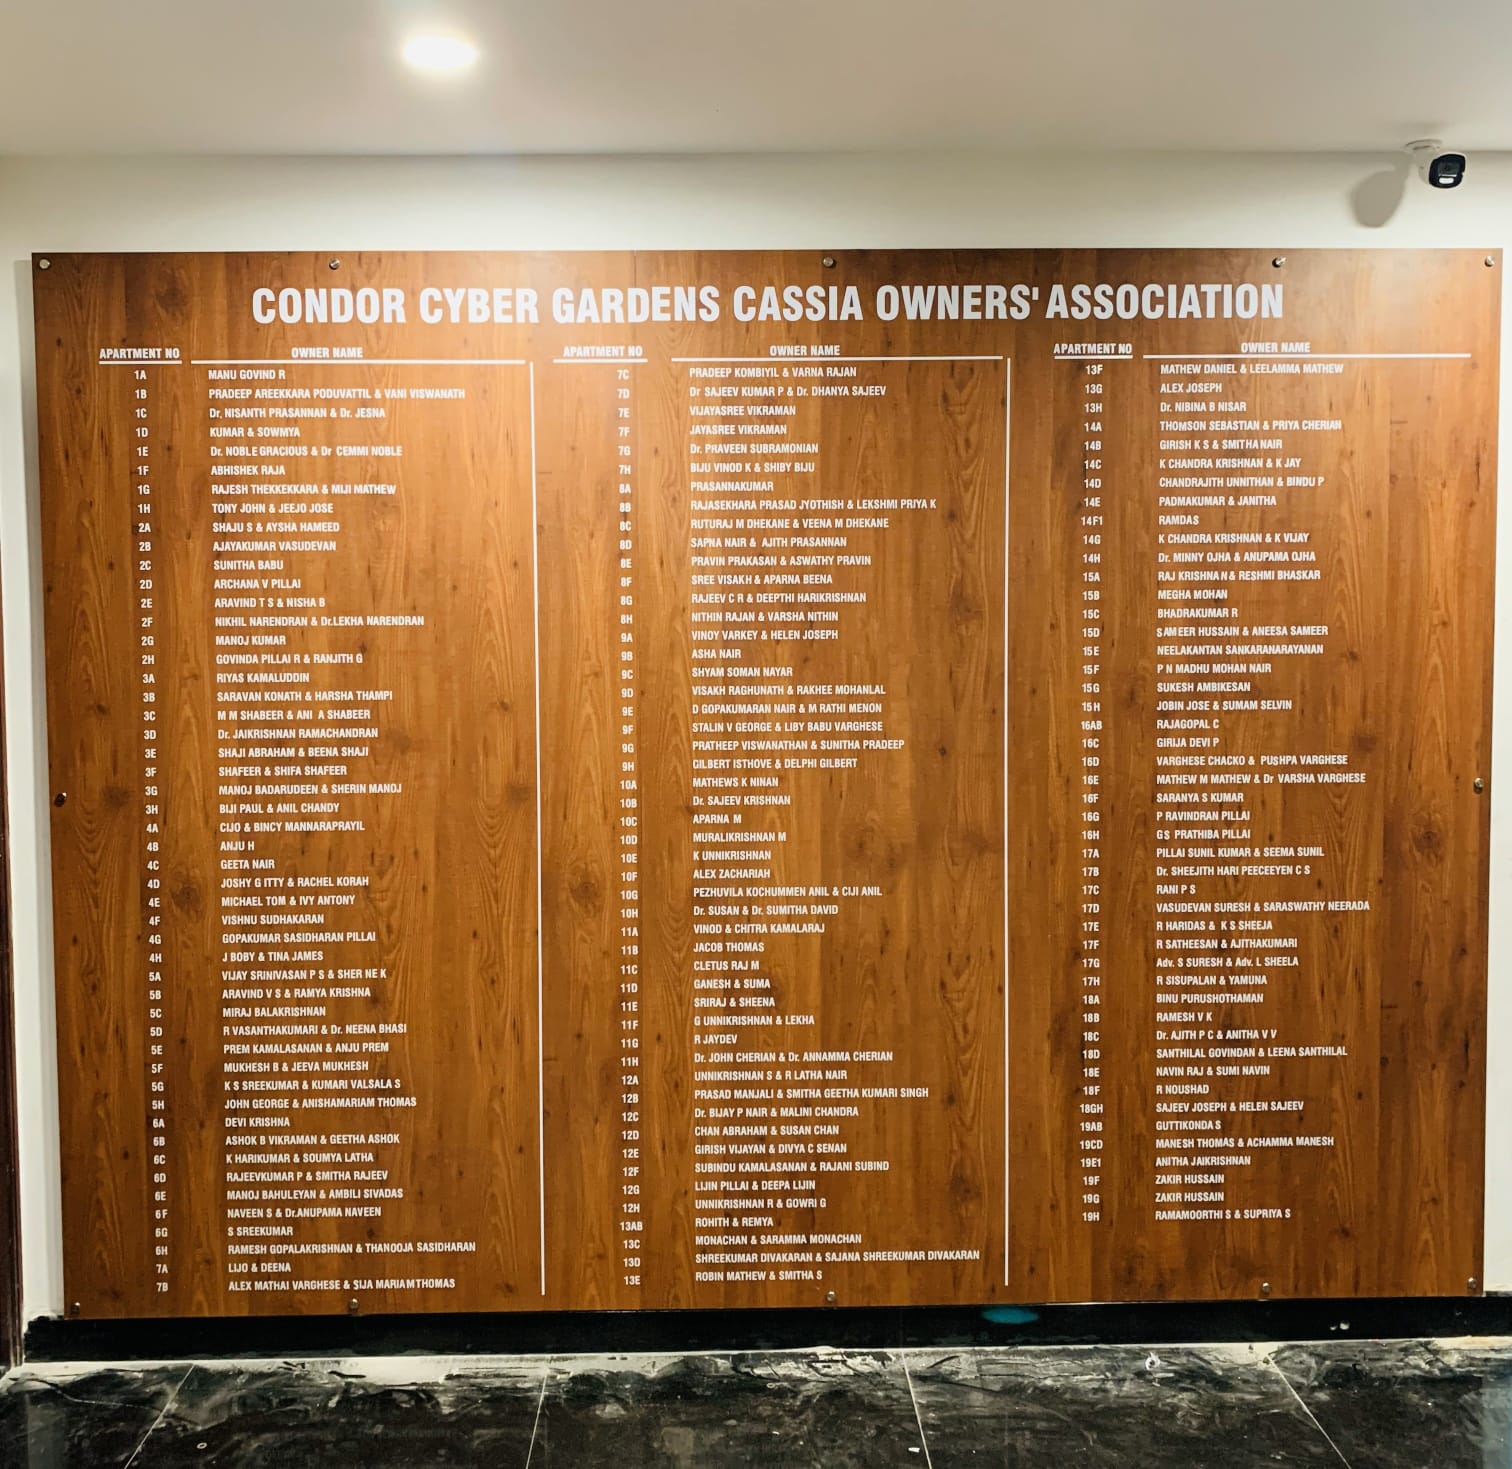 CONDOR CYBER GARDENS CASSIA OWNERS' ASSOCIATION
APARTMENT NO OWNER NAME
1A MANU GOVIND R
1B PRADEEP AREEKKARA PODUVATTIL & VANI VISWANATH
1C Dr. NISANTH PRASANNAN & Dr. JESNA
1D KUMAR & SOWMYA
1E Dr. NOBLE GRACIOUS & Dr CEMMI NOBLE
1F ABHISHEK RAJA
1G RAJESH THEKKEKKARA & MIJI MATHEW
1H TONY JOHN & JEEJO JOSE
2A SHAJU S & AYSHA HAMEED
2B AJAYAKUMAR VASUDEVAN
2C SUNITHA BABU
2D ARCHANA V PILLAI
2E ARAVIND T S & NISHA B
2F NIKHIL NARENDRAN & Dr.LEKHA NARENDRAN
2G MANOJ KUMAR
2H GOVINDA PILLAI R & RANJITH G
3A RIYAS KAMALUDDIN
3B SARAVAN KONATH & HARSHA THAMPI
3C M M SHABEER & ANI A SHABEER
3D Dr. JAIKRISHNAN RAMACHANDRAN
3E SHAJI ABRAHAM & BEENA SHAJI
3F SHAFEER & SHIFA SHAFEER
3G MANOJ BADARUDEEN & SHERIN MANOJ
3H BIJI PAUL & ANIL CHANDY
4A CIJO & BINCY MANNARAPRAYIL
4B ANJU H
4C GEETA NAIR
4D JOSHY G ITTY & RACHEL KORAH
4E MICHAEL TOM & IVY ANTONY
4F VISHNU SUDHAKARAN
4G GOPAKUMAR SASIDHARAN PILLAI
4H J BOBY & TINA JAMES
5A VIJAY SRINIVASAN P S & SHER NE K
5B ARAVIND V S & RAMYA KRISHNA
5C MIRAJ BALAKRISHNAN
5D R VASANTHAKUMARI & Dr. NEENA BHASI
5E PREM KAMALASANAN & ANJU PREM
5F MUKHESH B & JEEVA MUKHESH
5G K S SREEKUMAR & KUMARI VALSALA S
5H JOHN GEORGE & ANISHAMARIAM THOMAS
6A DEVI KRISHNA
6B ASHOK B VIKRAMAN & GEETHA ASHOK
6C K HARIKUMAR & SOUMYA LATHA
6D RAJEEVKUMAR P & SMITHA RAJEEV
6E MANOJ BAHULEYAN & AMBILI SIVADAS
6F NAVEEN S & Dr.ANUPAMA NAVEEN
6G S SREEKUMAR
6H RAMESH GOPALAKRISHNAN & THANOOJA SASIDHARAN
7A LIJO & DEENA
7B ALEX MATHAI VARGHESE & SIJA MARIAM THOMAS
APARTMENT NO OWNER NAME
7C PRADEEP KOMBIYIL & VARNA RAJAN
7D Dr SAJEEV KUMAR P & Dr. DHANYA SAJEEV
7E VIJAYASREE VIKRAMAN
7F JAYASREE VIKRAMAN
7G Dr. PRAVEEN SUBRAMONIAN
7H BIJU VINOD K & SHIBY BIJU
8A PRASANNAKUMAR
8B RAJASEKHARA PRASAD JYOTHISH & LEKSHMI PRIYA K
8C RUTURAJ M DHEKANE & VEENA M DHEKANE
8D SAPNA NAIR & AJITH PRASANNAN
8E PRAVIN PRAKASAN & ASWATHY PRAVIN
8F SREE VISAKH & APARNA BEENA
8G RAJEEV C R & DEEPTHI HARIKRISHNAN
8H NITHIN RAJAN & VARSHA NITHIN
9A VINOY VARKEY & HELEN JOSEPH
9B ASHA NAIR
9C SHYAM SOMAN NAYAR
9D VISAKH RAGHUNATH & RAKHEE MOHANLAL
9E D GOPAKUMARAN NAIR & M RATHI MENON
9F STALIN V GEORGE & LIBY BABU VARGHESE
9G PRATHEEP VISWANATHAN & SUNITHA PRADEEP
9H GILBERT ISTHOVE & DELPHI GILBERT
10A MATHEWS K NINAN
10B Dr. SAJEEV KRISHNAN
10C APARNA M
10D MURALIKRISHNAN M
10E K UNNIKRISHNAN
10F ALEX ZACHARIAH
10G PEZHUVILA KOCHUMMEN ANIL & CIJI ANIL
10H Dr. SUSAN & Dr. SUMITHA DAVID
11A VINOD & CHITRA KAMALARAJ
11B JACOB THOMAS
11C CLETUS RAJ M
11D GANESH & SUMA
11E SRIRAJ & SHEENA
11F G UNNIKRISHNAN & LEKHA
11G R JAYDEV
11H Dr. JOHN CHERIAN & Dr. ANNAMMA CHERIAN
12A UNNIKRISHNAN S & R LATHA NAIR
12B PRASAD MANJALI & SMITHA GEETHA KUMARI SINGH
12C Dr. BIJAY P NAIR & MALINI CHANDRA
12D CHAN ABRAHAM & SUSAN CHAN
12E GIRISH VIJAYAN & DIVYA C SENAN
12F SUBINDU KAMALASANAN & RAJANI SUBIND
12G LIJIN PILLAI & DEEPA LIJIN
12H UNNIKRISHNAN R & GOWRI G
13AB ROHITH & REMYA
13C MONACHAN & SARAMMA MONACHAN
13D SHREEKUMAR DIVAKARAN & SAJANA SHREEKUMAR DIVAKARAN
13E ROBIN MATHEW & SMITHA S
APARTMENT NO OWNER NAME
13F MATHEW DANIEL & LEELAMMA MATHEW
13G ALEX JOSEPH
13H Dr. NIBINA B NISAR
14A THOMSON SEBASTIAN & PRIYA CHERIAN
14B GIRISH K S & SMITHA NAIR
14C K CHANDRA KRISHNAN & K JAY
14D CHANDRAJITH UNNITHAN & BINDU P
14E PADMAKUMAR & JANITHA
14F1 RAMDAS
14G K CHANDRA KRISHNAN & K VIJAY
14H Dr. MINNY OJHA & ANUPAMA OJHA
15A RAJ KRISHNAN & RESHMI BHASKAR
15B MEGHA MOHAN
15C BHADRAKUMAR R
15D SAMEER HUSSAIN & ANEESA SAMEER
15E NEELAKANTAN SANKARANARAYANAN
15F P N MADHU MOHAN NAIR
15G SUKESH AMBIKESAN
15H JOBIN JOSE & SUMAM SELVIN
16AB RAJAGOPAL C
16C GIRIJA DEVI P
16D VARGHESE CHACKO & PUSHPA VARGHESE
16E MATHEW M MATHEW & Dr VARSHA VARGHESE
16F SARANYA S KUMAR
16G P RAVINDRAN PILLAI
16H G S PRATHIBA PILLAI
17A PILLAI SUNIL KUMAR & SEEMA SUNIL
17B Dr. SHEEJITH HARI PEECEEYEN C S
17C RANI P S
17D VASUDEVAN SURESH & SARASWATHY NEERADA
17E R HARIDAS & K S SHEEJA
17F R SATHEESAN & AJITHAKUMARI
17G Adv. S SURESH & Adv. L SHEELA
17H R SISUPALAN & YAMUNA
18A BINU PURUSHOTHAMAN
18B RAMESH V K
18C Dr. AJITH P C & ANITHA V V
18D SANTHILAL GOVINDAN & LEENA SANTHILAL
18E NAVIN RAJ & SUMI NAVIN
18F R NOUSHAD
18GH SAJEEV JOSEPH & HELEN SAJEEV
19AB GUTTIKONDA S
19CD MANESH THOMAS & ACHAMMA MANESH
19E1 ANITHA JAIKRISHNAN
19F ZAKIR HUSSAIN
19G ZAKIR HUSSAIN
19H RAMAMOORTHI S & SUPRIYA S